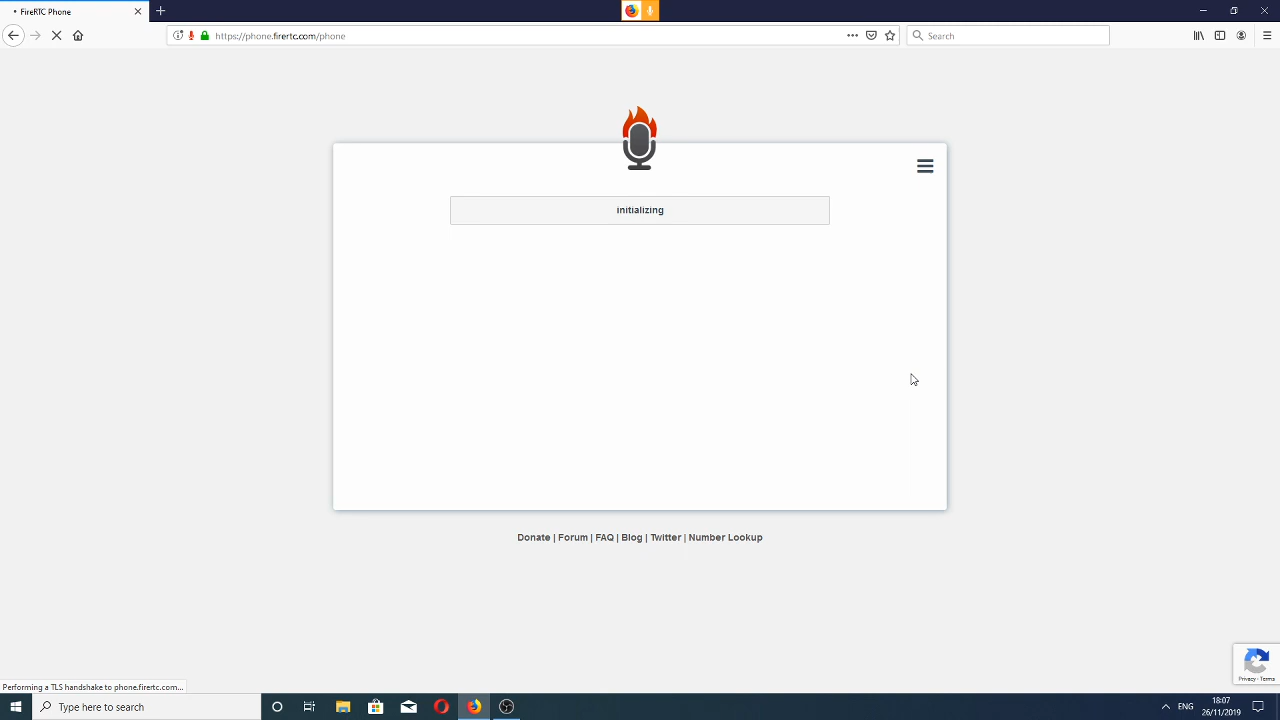 FireRTC Phone
https://phone.firertc.com/phone
Search
initializing
Donate | Forum | FAQ | Blog | Twitter | Number Lookup
Privacy - Terms
Performing a TLS handshake to phone.firertc.com...
Type here to search
ENG
18:07
26/11/2019